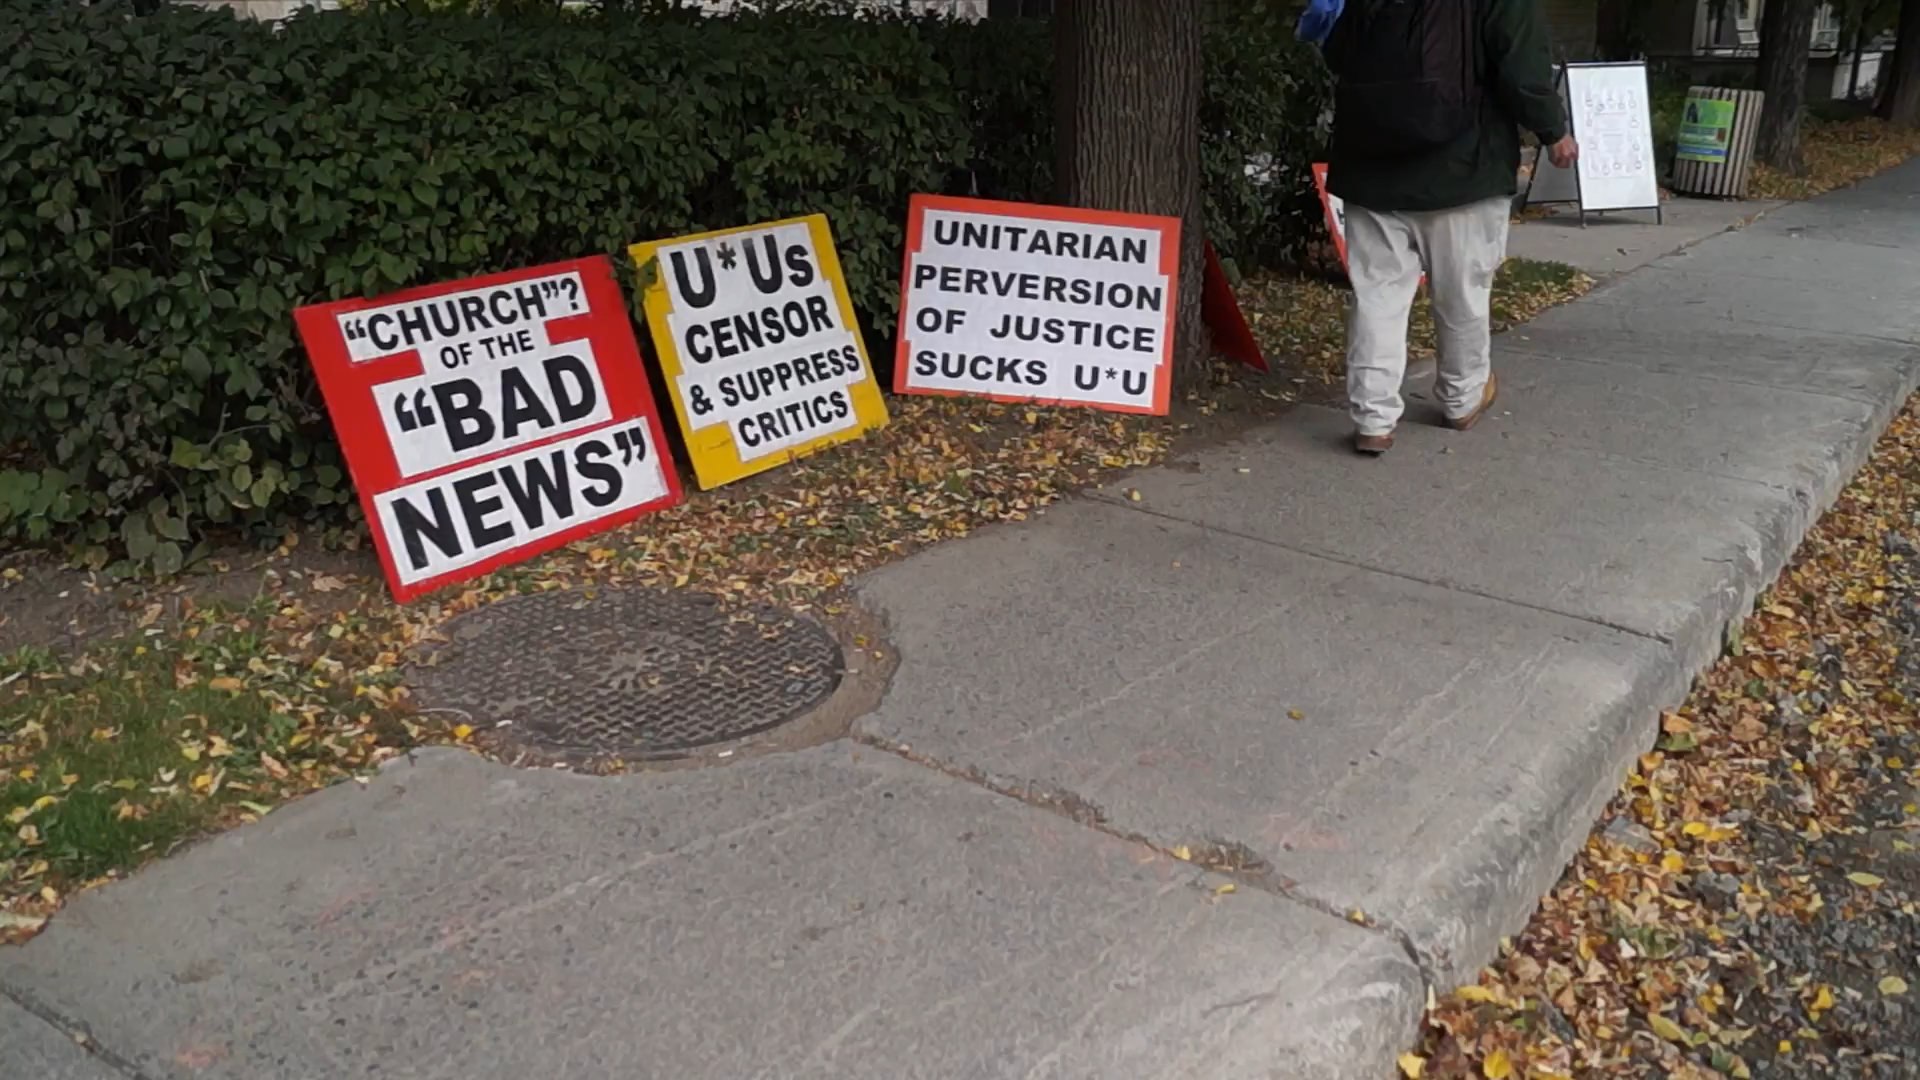 “CHURCH”?
OF THE
“BAD
NEWS”
U*Us
CENSOR
& SUPPRESS
CRITICS
UNITARIAN
PERVERSION
OF JUSTICE
SUCKS U*U